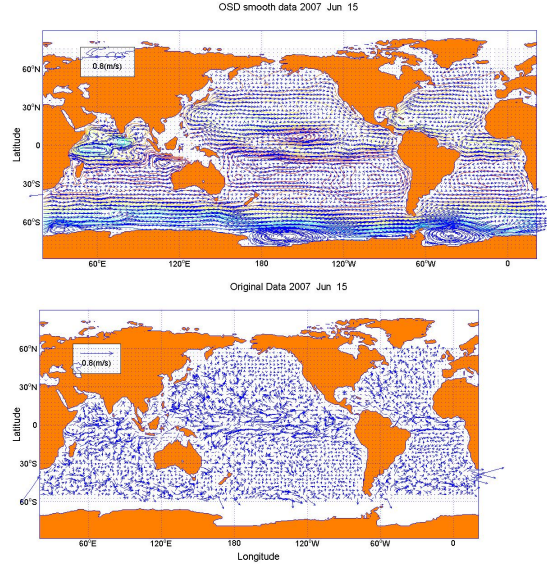 OSD smooth data 2007 Jun 15
0.8(m/s)
Latitude
60°N
30°N
0
30°S
60°S
60°E
120°E
180
120°W
60°W
0
Original Data 2007 Jun 15
0.8(m/s)
Latitude
60°N
30°N
0
30°S
60°S
60°E
120°E
180
120°W
60°W
0
Longitude